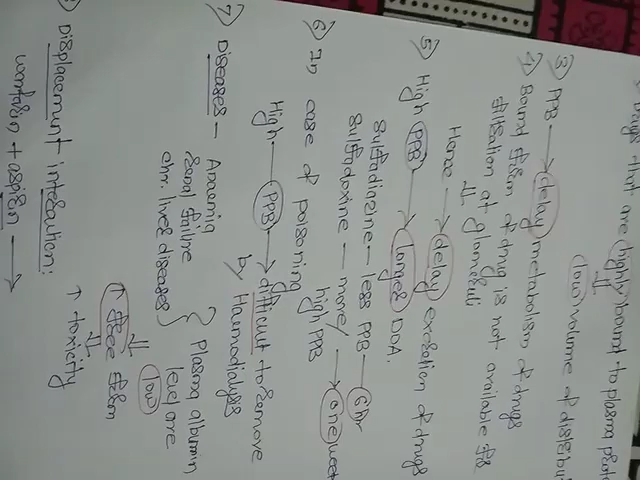 Drugs that are highly bound to plasma prote
⇓
low volume of distribu
3) PPB → delay metabolism of drugs
4) Bound form of drug is not available for
filtration at glomeruli
⇓
Hence → delay excretion of drugs
5) High PPB → longer DOA.
Sulfadiazine - less PPB - 6hr
Sulfadoxine - more/high PPB → one week
6) In case of poisoning
High — PPB → difficult to remove
by Haemodialysis
7) Diseases - Anaemia
Renal failure
chr. liver diseases } Plasma albumin
level are
low
⇓
↑ free form
⇓
↑ toxicity
Displacement interaction:
warfarin + aspirin →